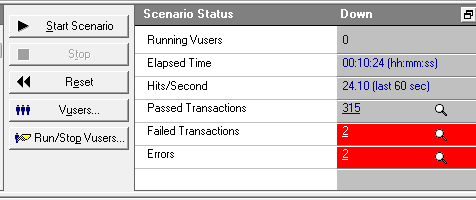 Start Scenario
Stop
Reset
Vusers...
Run/Stop Vusers...
Scenario Status Down
Running Vusers 0
Elapsed Time 00:10:24 (hh:mm:ss)
Hits/Second 24.10 (last 60 sec)
Passed Transactions 315
Failed Transactions 2
Errors 2